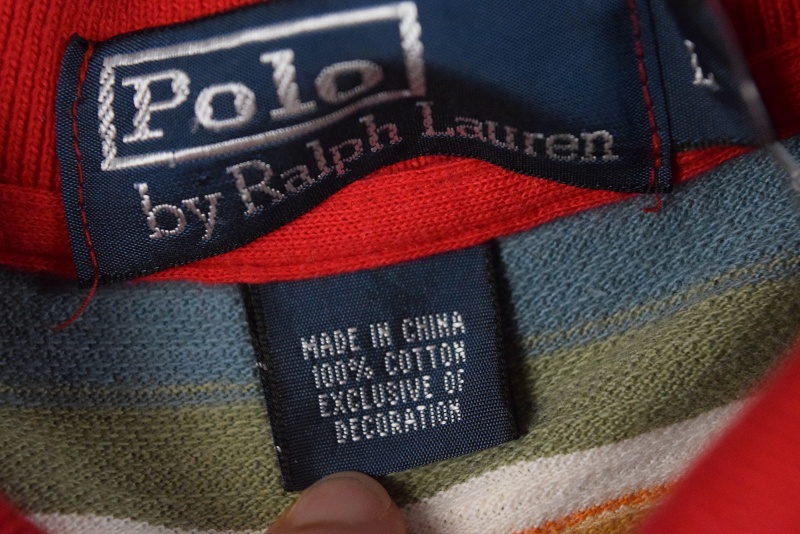 Polo
by Ralph Lauren
L
MADE IN CHINA
100% COTTON
EXCLUSIVE OF
DECORATION